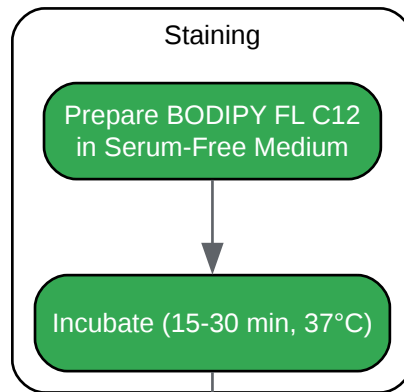 Staining
Prepare BODIPY FL C12
in Serum-Free Medium
Incubate (15-30 min, 37°C)